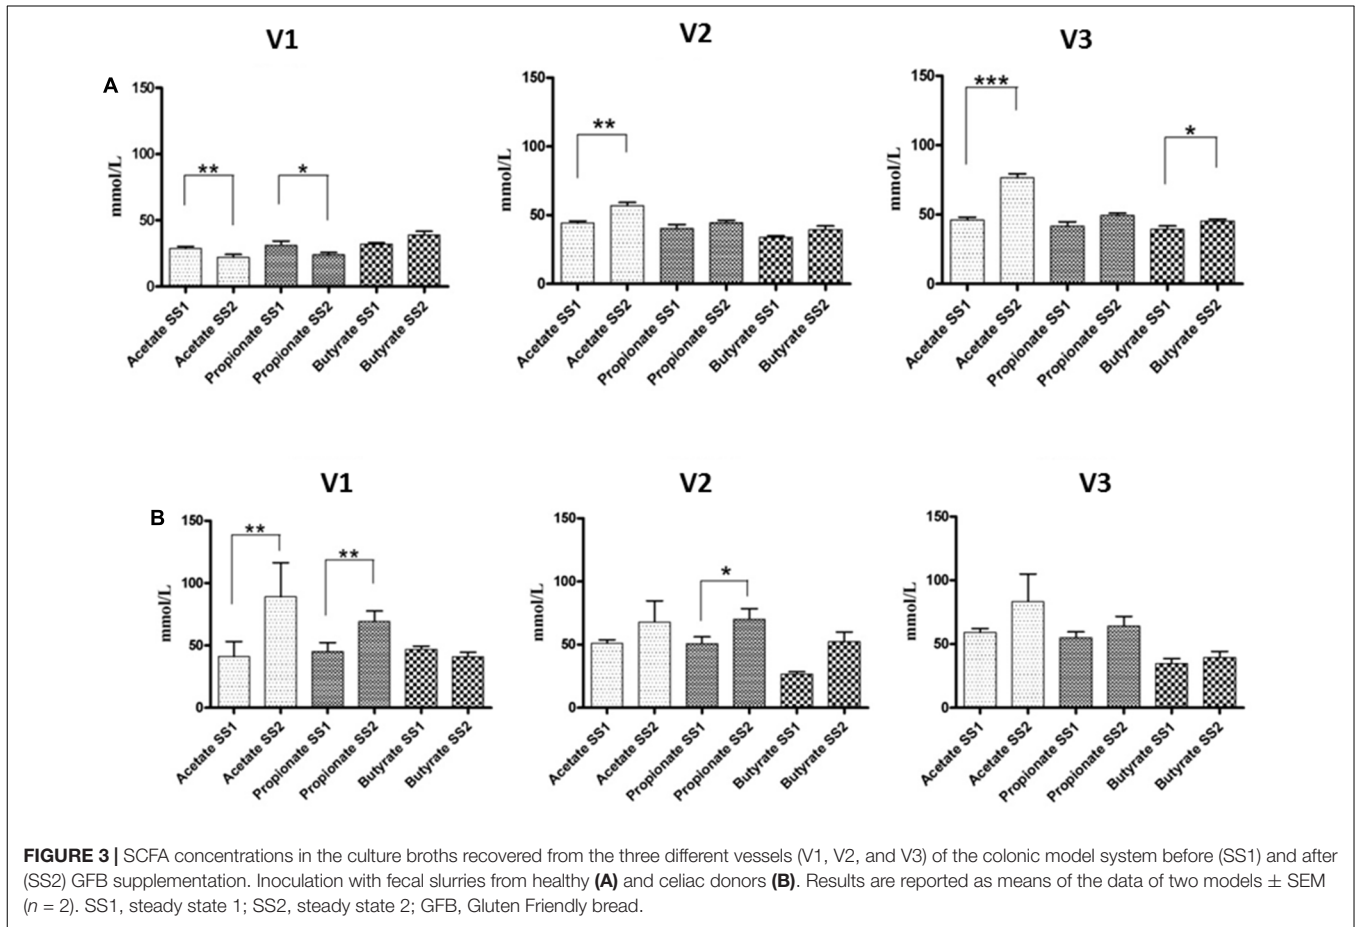 V1
V2
V3
A
150
100
50
0
mmol/L
**
*
Acetate SS1
Acetate SS2
Propionate SS1
Propionate SS2
Butyrate SS1
Butyrate SS2
150
100
50
0
mmol/L
**
Acetate SS1
Acetate SS2
Propionate SS1
Propionate SS2
Butyrate SS1
Butyrate SS2
150
100
50
0
mmol/L
***
*
Acetate SS1
Acetate SS2
Propionate SS1
Propionate SS2
Butyrate SS1
Butyrate SS2
V1
V2
V3
B
150
100
50
0
mmol/L
**
**
Acetate SS1
Acetate SS2
Propionate SS1
Propionate SS2
Butyrate SS1
Butyrate SS2
150
100
50
0
mmol/L
*
Acetate SS1
Acetate SS2
Propionate SS1
Propionate SS2
Butyrate SS1
Butyrate SS2
150
100
50
0
mmol/L
Acetate SS1
Acetate SS2
Propionate SS1
Propionate SS2
Butyrate SS1
Butyrate SS2
FIGURE 3 | SCFA concentrations in the culture broths recovered from the three different vessels (V1, V2, and V3) of the colonic model system before (SS1) and after
(SS2) GFB supplementation. Inoculation with fecal slurries from healthy (A) and celiac donors (B). Results are reported as means of the data of two models ± SEM
(n = 2). SS1, steady state 1; SS2, steady state 2; GFB, Gluten Friendly bread.